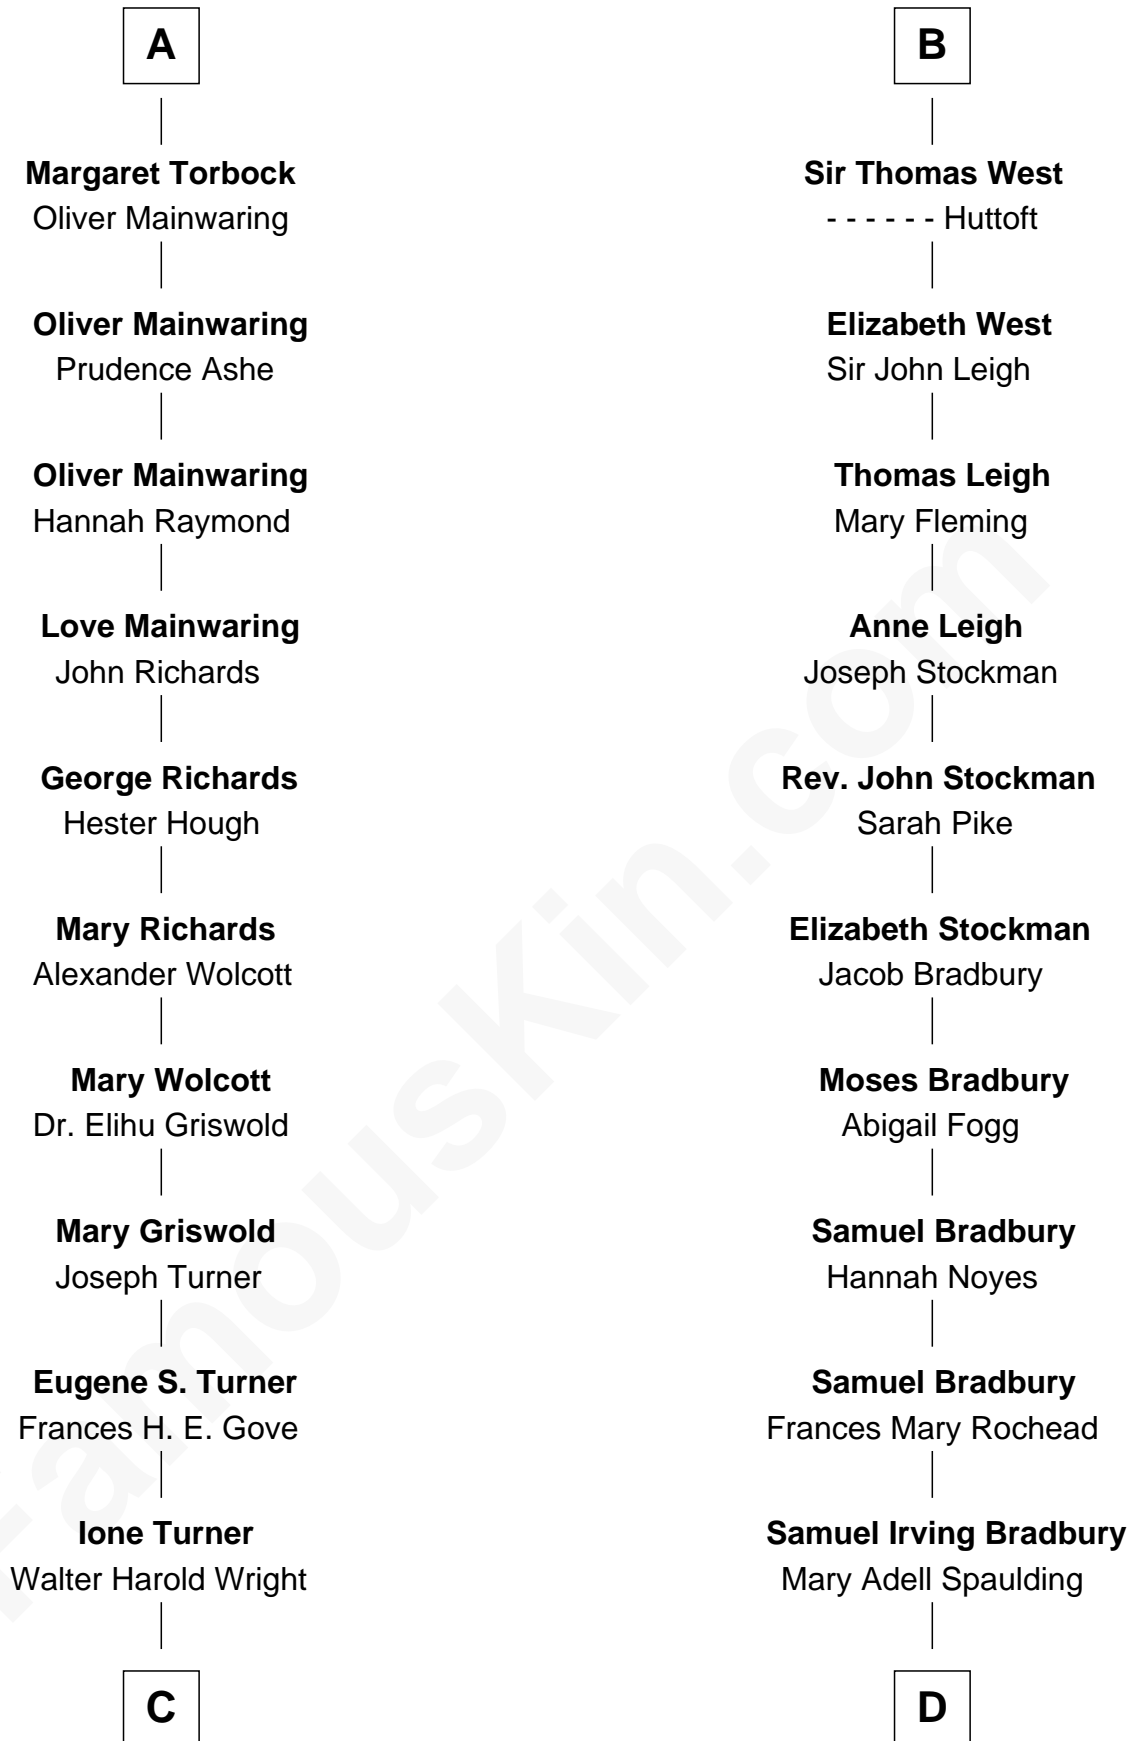 A
Margaret Torbock
Oliver Mainwaring
Oliver Mainwaring
Prudence Ashe
Oliver Mainwaring
Hannah Raymond
Love Mainwaring
John Richards
George Richards
Hester Hough
Mary Richards
Alexander Wolcott
Mary Wolcott
Dr. Elihu Griswold
Mary Griswold
Joseph Turner
Eugene S. Turner
Frances H. E. Gove
Ione Turner
Walter Harold Wright
C
B
Sir Thomas West
- - - - - - Huttoft
Elizabeth West
Sir John Leigh
Thomas Leigh
Mary Fleming
Anne Leigh
Joseph Stockman
Rev. John Stockman
Sarah Pike
Elizabeth Stockman
Jacob Bradbury
Moses Bradbury
Abigail Fogg
Samuel Bradbury
Hannah Noyes
Samuel Bradbury
Frances Mary Rochead
Samuel Irving Bradbury
Mary Adell Spaulding
D
FamousKin.com